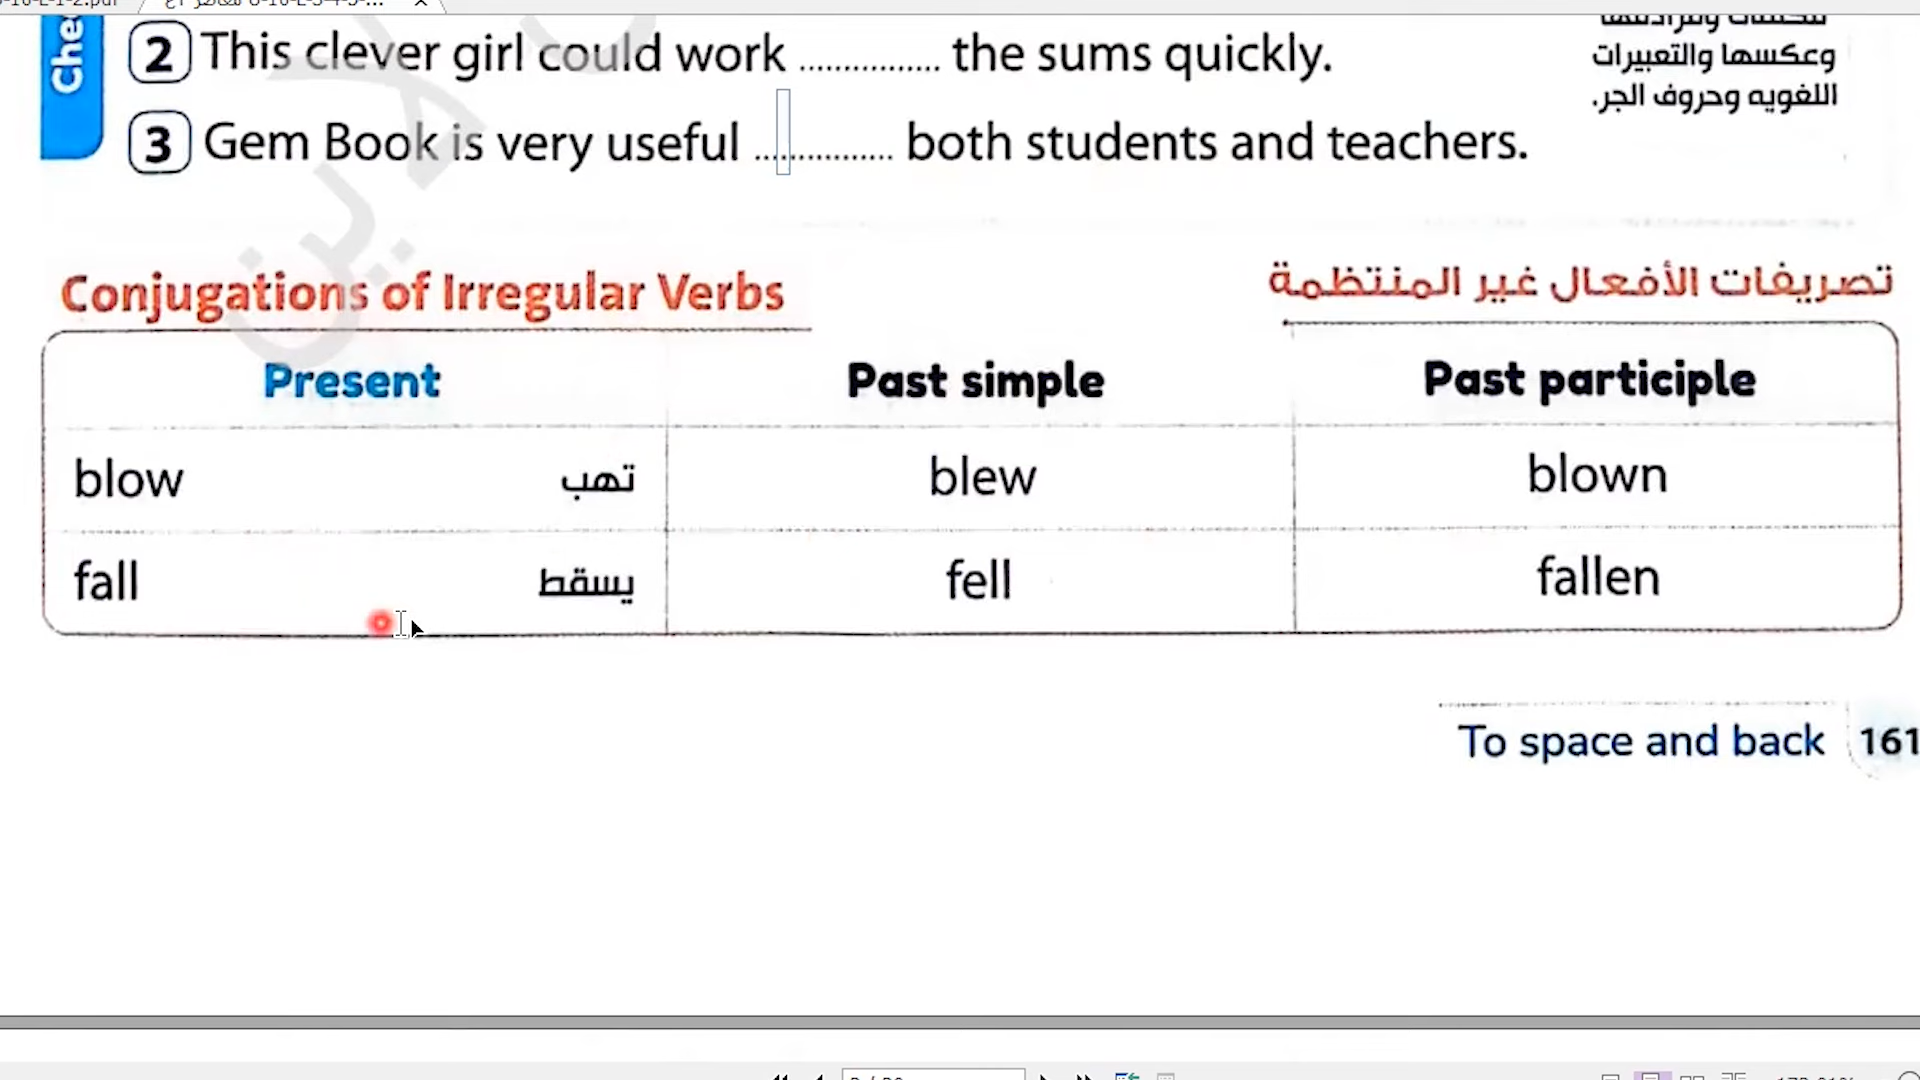 Che
2 This clever girl could work ................ the sums quickly.
3 Gem Book is very useful ................ both students and teachers.
وعكسها والتعبيرات
اللغويه وحروف الجر.
Conjugations of Irregular Verbs
تصريفات الأفعال غير المنتظمة
Present Past simple Past participle
blow تهب blew blown
fall يسقط fell fallen
To space and back 161